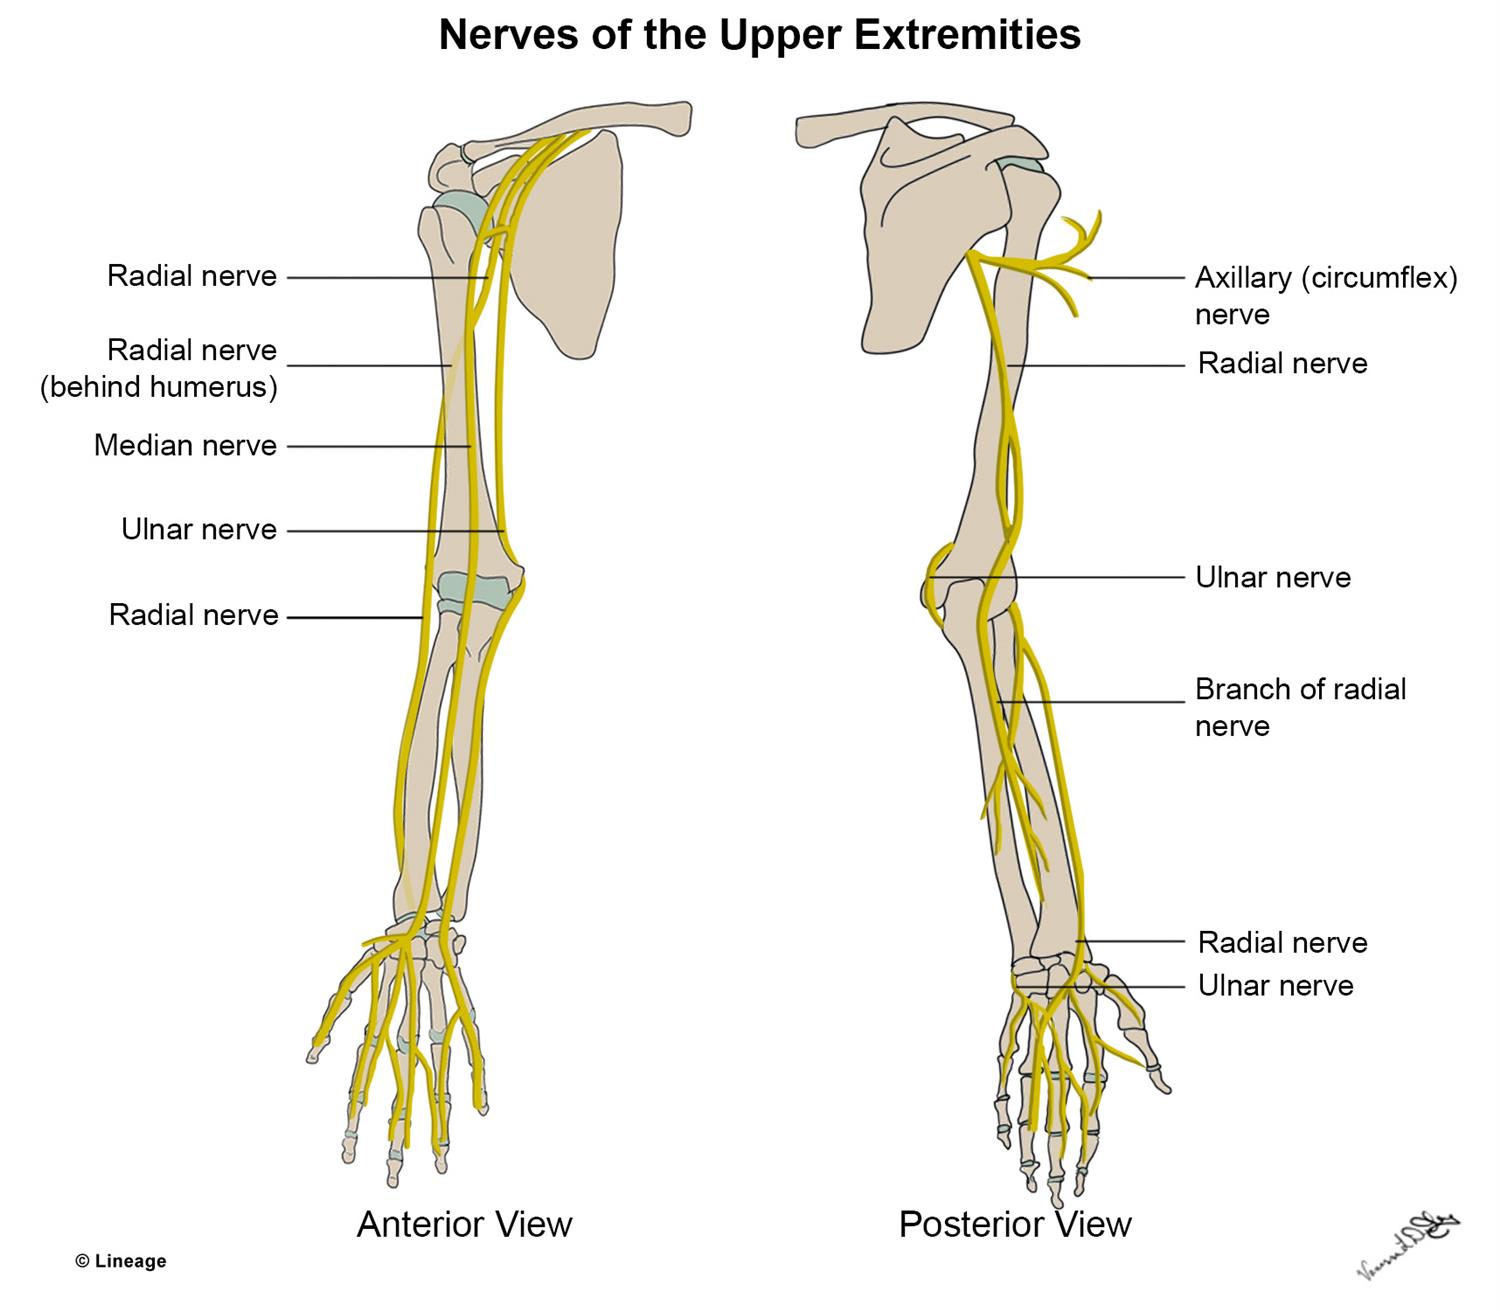 Nerves of the Upper Extremities
Radial nerve
Radial nerve
(behind humerus)
Median nerve
Ulnar nerve
Radial nerve
Axillary (circumflex)
nerve
Radial nerve
Ulnar nerve
Branch of radial
nerve
Radial nerve
Ulnar nerve
Anterior View
Posterior View
© Lineage